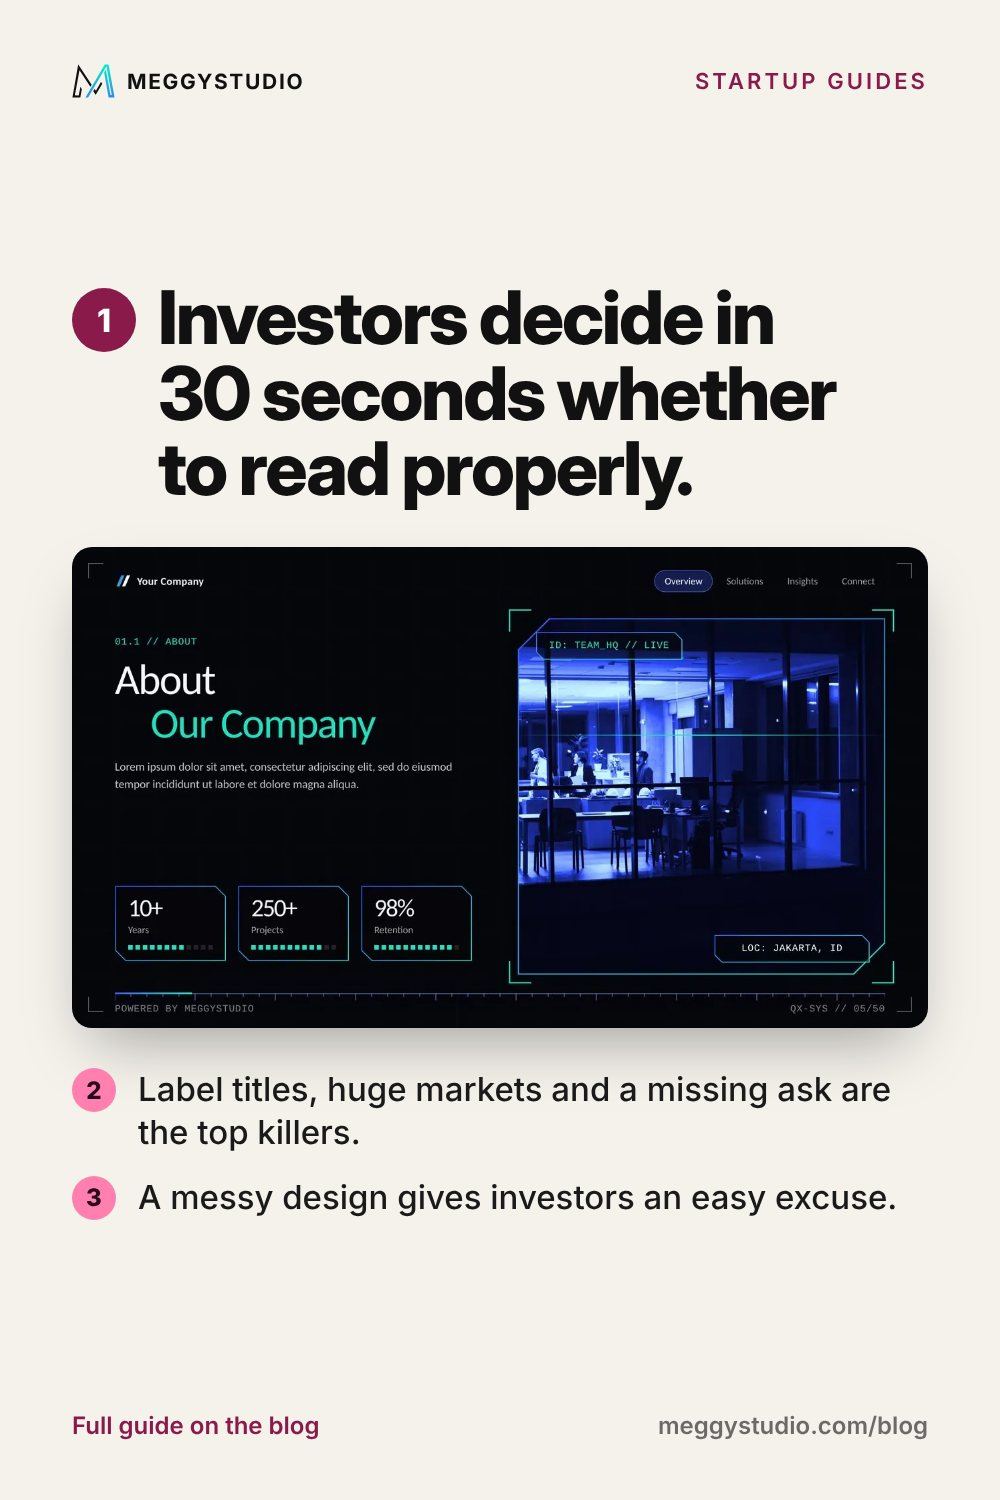 MEGGYSTUDIO
STARTUP GUIDES
1
Investors decide in
30 seconds whether
to read properly.
Your Company
Overview
Solutions
Insights
Connect
01.1 // ABOUT
About
Our Company
Lorem ipsum dolor sit amet, consectetur adipiscing elit, sed do eiusmod
tempor incididunt ut labore et dolore magna aliqua.
10+
Years
250+
Projects
98%
Retention
ID: TEAM_HQ // LIVE
LOC: JAKARTA, ID
POWERED BY MEGGYSTUDIO
QX-SYS // 05/50
2
Label titles, huge markets and a missing ask are
the top killers.
3
A messy design gives investors an easy excuse.
Full guide on the blog
meggystudio.com/blog